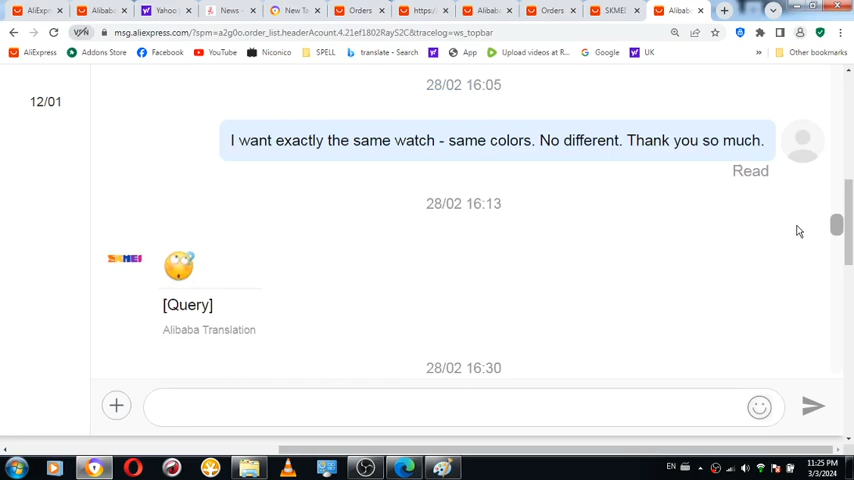 AliExpr
Alibab
Yahoo
News -
New Ta
Orders
https:/
Alibab
Orders
SKMEI
Alibab
VPN
msg.aliexpress.com/?spm=a2g0o.order_list.headerAccount.4.21ef1802RayS2C&tracelog=ws_topbar
AliExpress
Addons Store
Facebook
YouTube
Niconico
SPELL
translate - Search
App
Upload videos at R...
Google
UK
»
Other bookmarks
12/01
28/02 16:05
I want exactly the same watch - same colors. No different. Thank you so much.
Read
28/02 16:13
SKMEI
[Query]
Alibaba Translation
28/02 16:30
EN
11:25 PM
3/3/2024